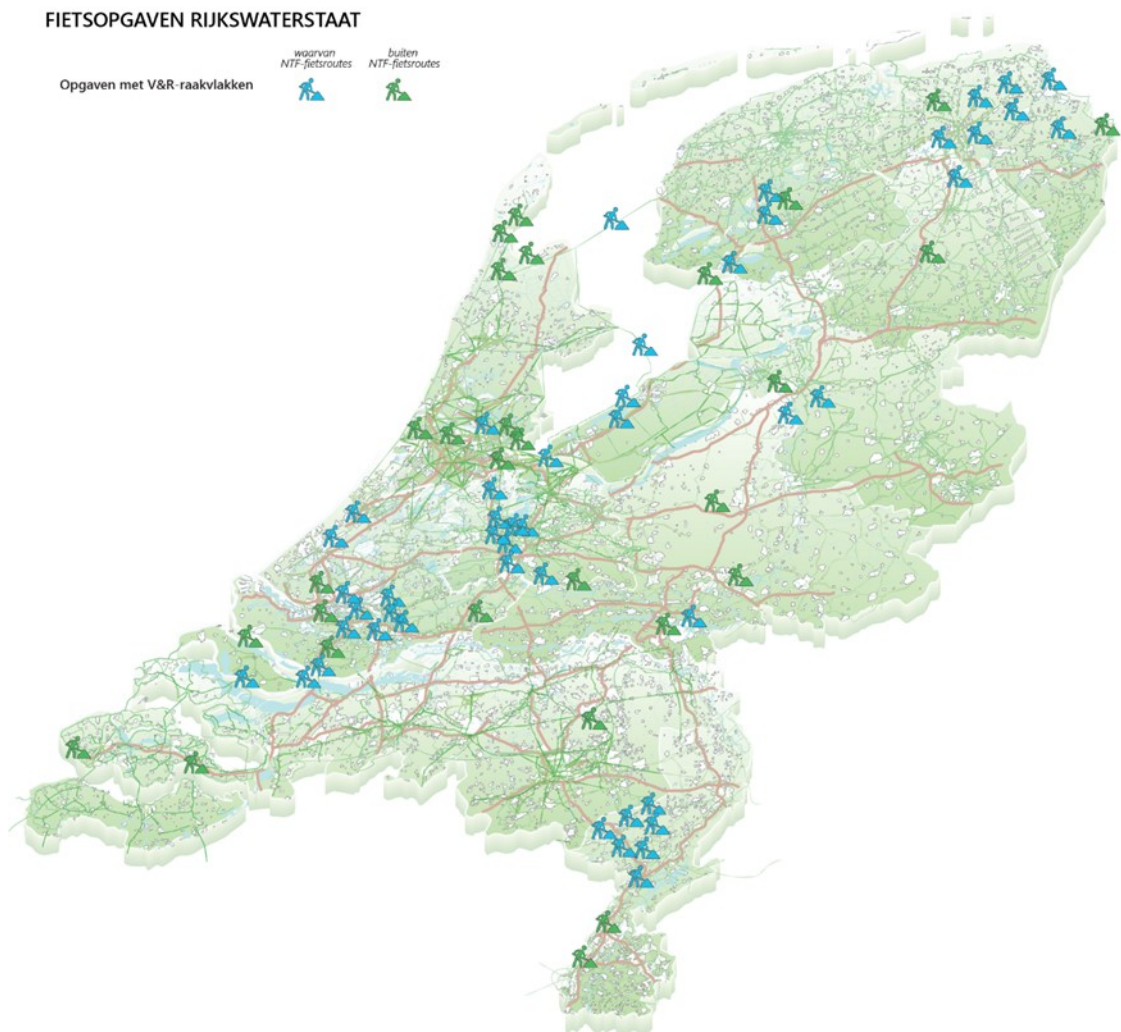 FIETSOPGAVEN RIJKSWATERSTAAT
waarvan
NTF-fietsroutes
buiten
NTF-fietsroutes
Opgaven met V&R-raakvlakken